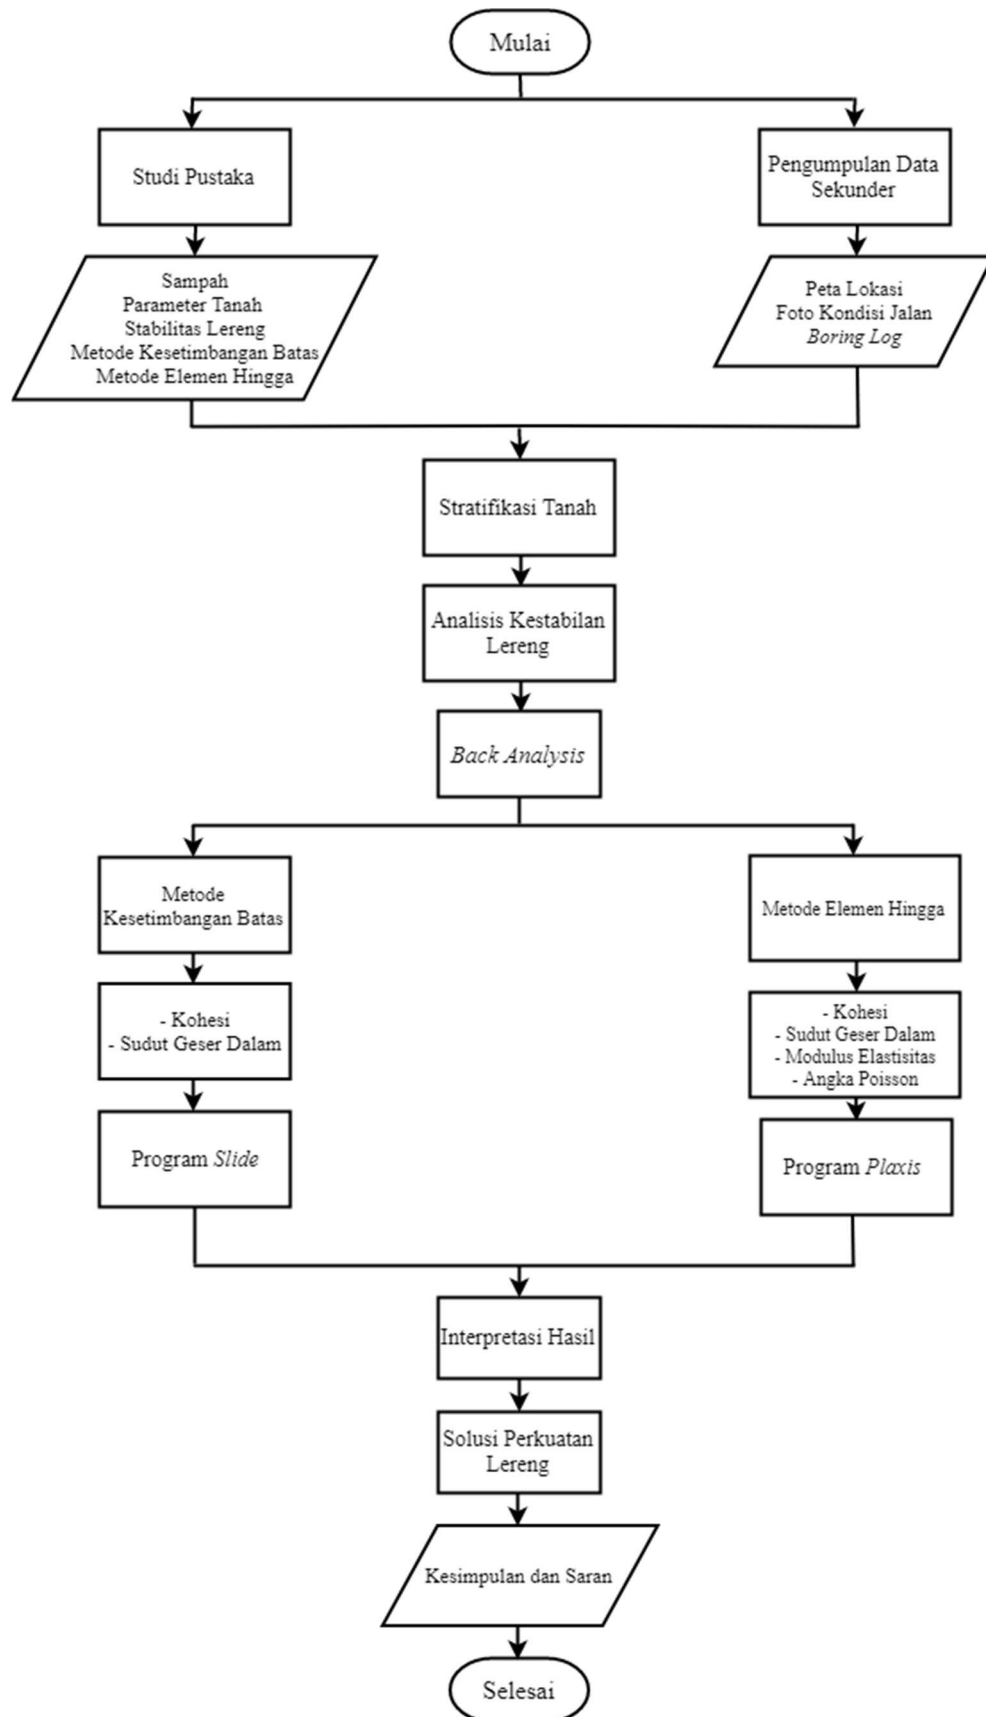 Mulai
Studi Pustaka
Pengumpulan Data
Sekunder
Sampah
Parameter Tanah
Stabilitas Lereng
Metode Kesetimbangan Batas
Metode Elemen Hingga
Peta Lokasi
Foto Kondisi Jalan
Boring Log
Stratifikasi Tanah
Analisis Kestabilan
Lereng
Back Analysis
Metode
Kesetimbangan Batas
Metode Elemen Hingga
- Kohesi
- Sudut Geser Dalam
- Kohesi
- Sudut Geser Dalam
- Modulus Elastisitas
- Angka Poisson
Program Slide
Program Plaxis
Interpretasi Hasil
Solusi Perkuatan
Lereng
Kesimpulan dan Saran
Selesai